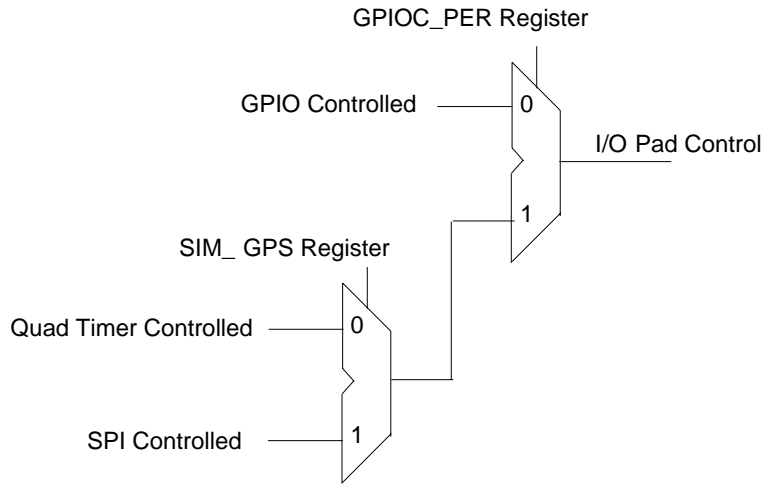 GPIOC_PER Register
GPIO Controlled
0
I/O Pad Control
1
SIM_ GPS Register
Quad Timer Controlled
0
SPI Controlled
1